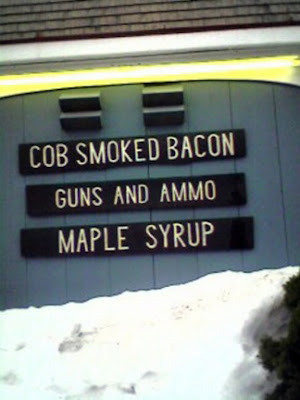 COB SMOKED BACON
GUNS AND AMMO
MAPLE SYRUP